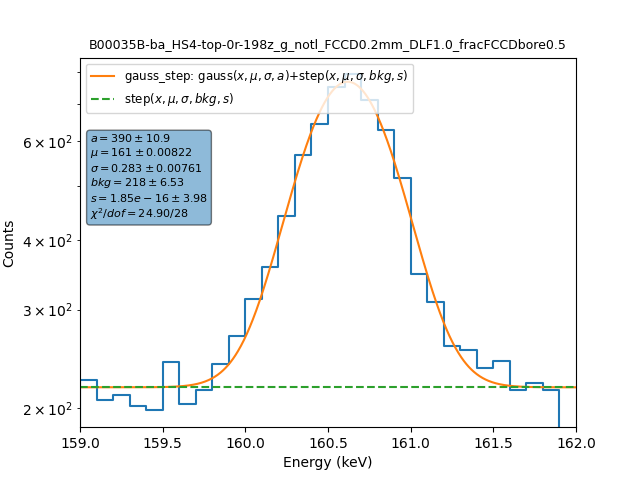 B00035B-ba_HS4-top-0r-198z_g_notl_FCCD0.2mm_DLF1.0_fracFCCDbore0.5
gauss_step: gauss(x, μ, σ, a)+step(x, μ, σ, bkg, s)
step(x, μ, σ, bkg, s)
a = 390 ± 10.9
μ = 161 ± 0.00822
σ = 0.283 ± 0.00761
bkg = 218 ± 6.53
s = 1.85e − 16 ± 3.98
χ²/dof = 24.90/28
6 × 10²
4 × 10²
3 × 10²
2 × 10²
Counts
159.0 159.5 160.0 160.5 161.0 161.5 162.0
Energy (keV)